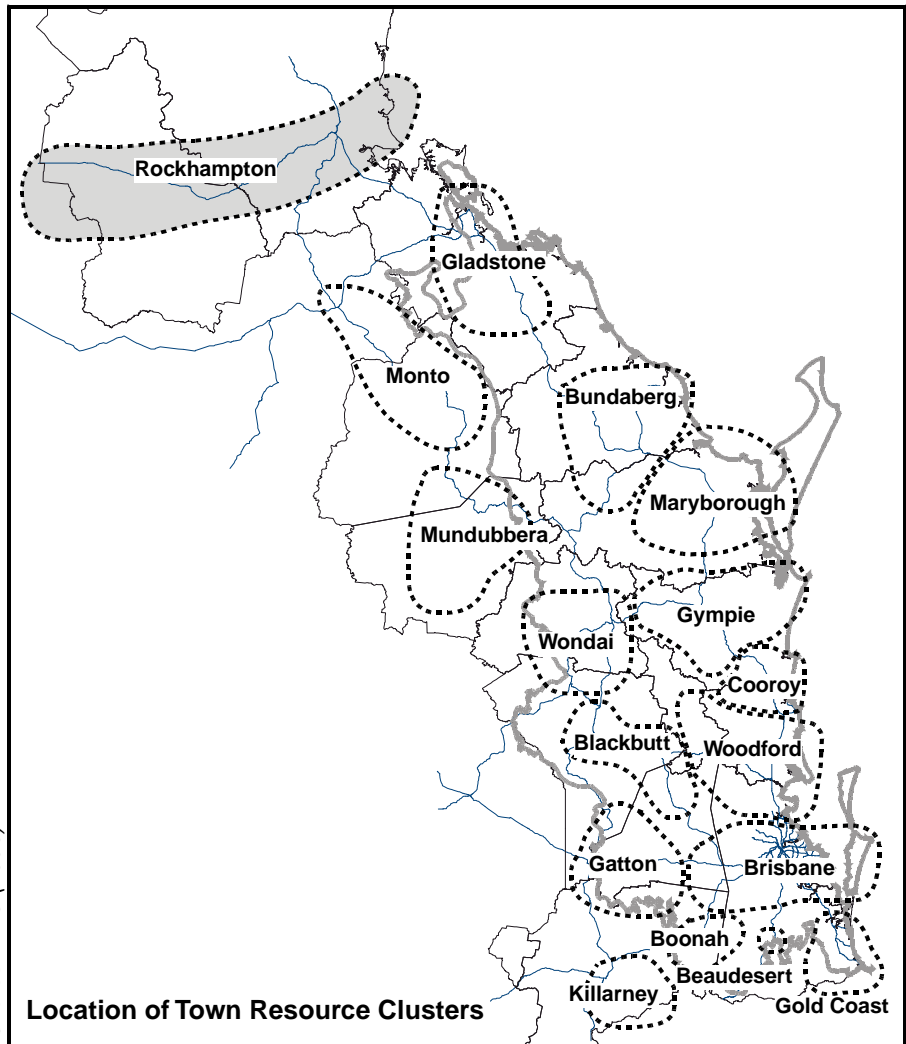 Rockhampton
Gladstone
Monto
Bundaberg
Maryborough
Mundubbera
Gympie
Wondai
Cooroy
Blackbutt
Woodford
Gatton
Brisbane
Boonah
Beaudesert
Killarney
Gold Coast
Location of Town Resource Clusters